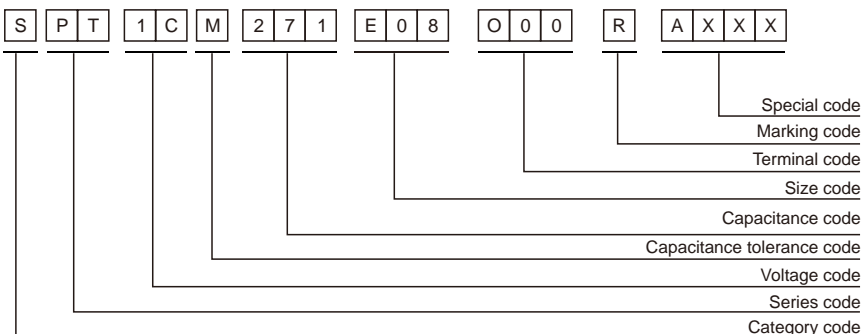 S P T 1 C M 2 7 1 E 0 8 O 0 0 R A X X X
Special code
Marking code
Terminal code
Size code
Capacitance code
Capacitance tolerance code
Voltage code
Series code
Category code